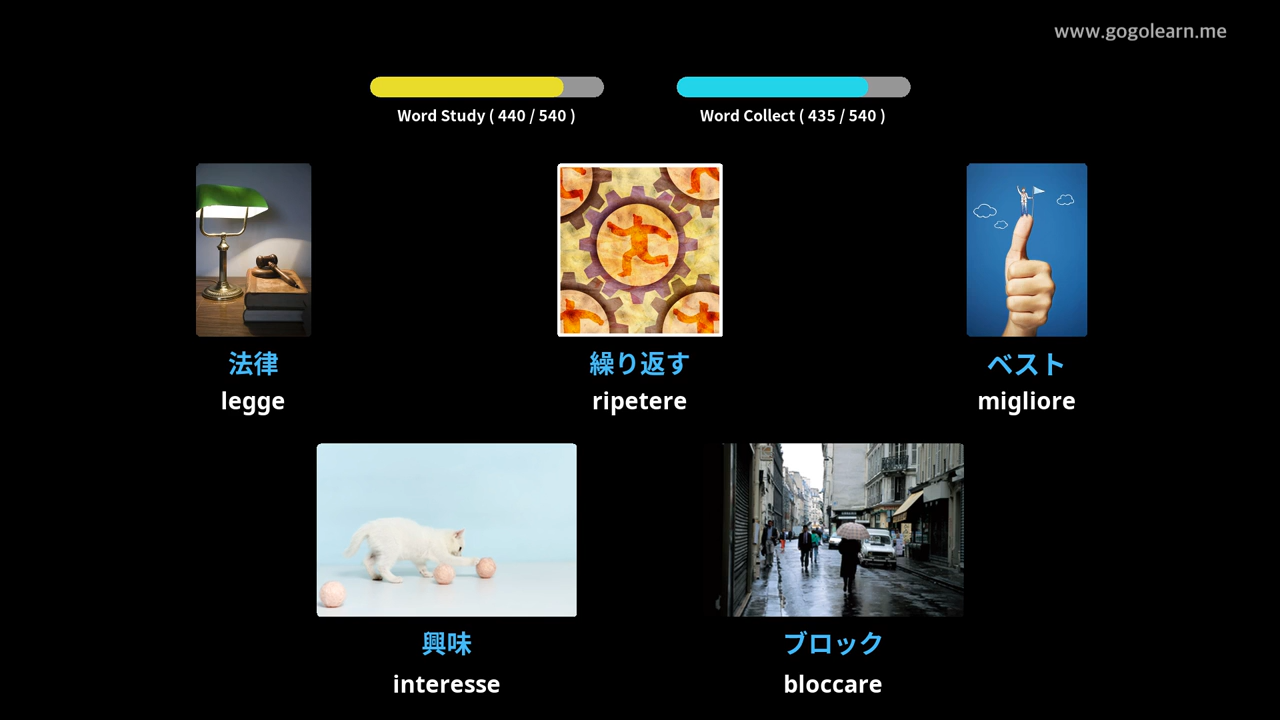 www.gogolearn.me
Word Study ( 440 / 540 )
Word Collect ( 435 / 540 )
法律
legge
繰り返す
ripetere
ベスト
migliore
興味
interesse
ブロック
bloccare